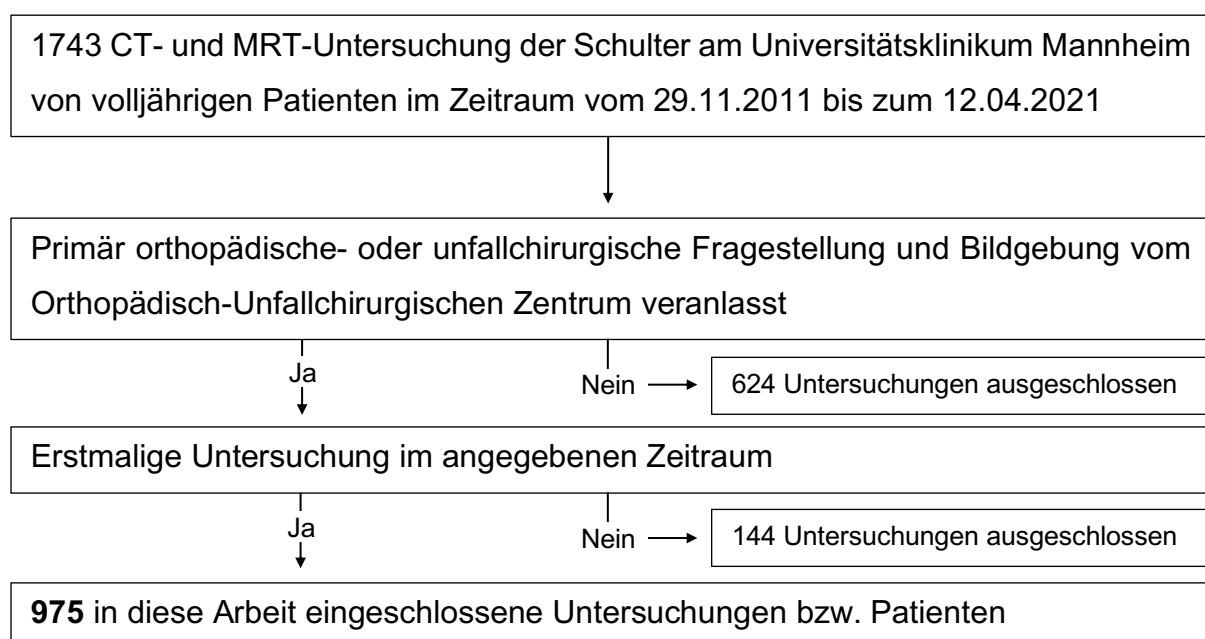 1743 CT- und MRT-Untersuchung der Schulter am Universitätsklinikum Mannheim
von volljährigen Patienten im Zeitraum vom 29.11.2011 bis zum 12.04.2021
Primär orthopädische- oder unfallchirurgische Fragestellung und Bildgebung vom
Orthopädisch-Unfallchirurgischen Zentrum veranlasst
Ja
Nein
624 Untersuchungen ausgeschlossen
Erstmalige Untersuchung im angegebenen Zeitraum
Ja
Nein
144 Untersuchungen ausgeschlossen
975 in diese Arbeit eingeschlossene Untersuchungen bzw. Patienten